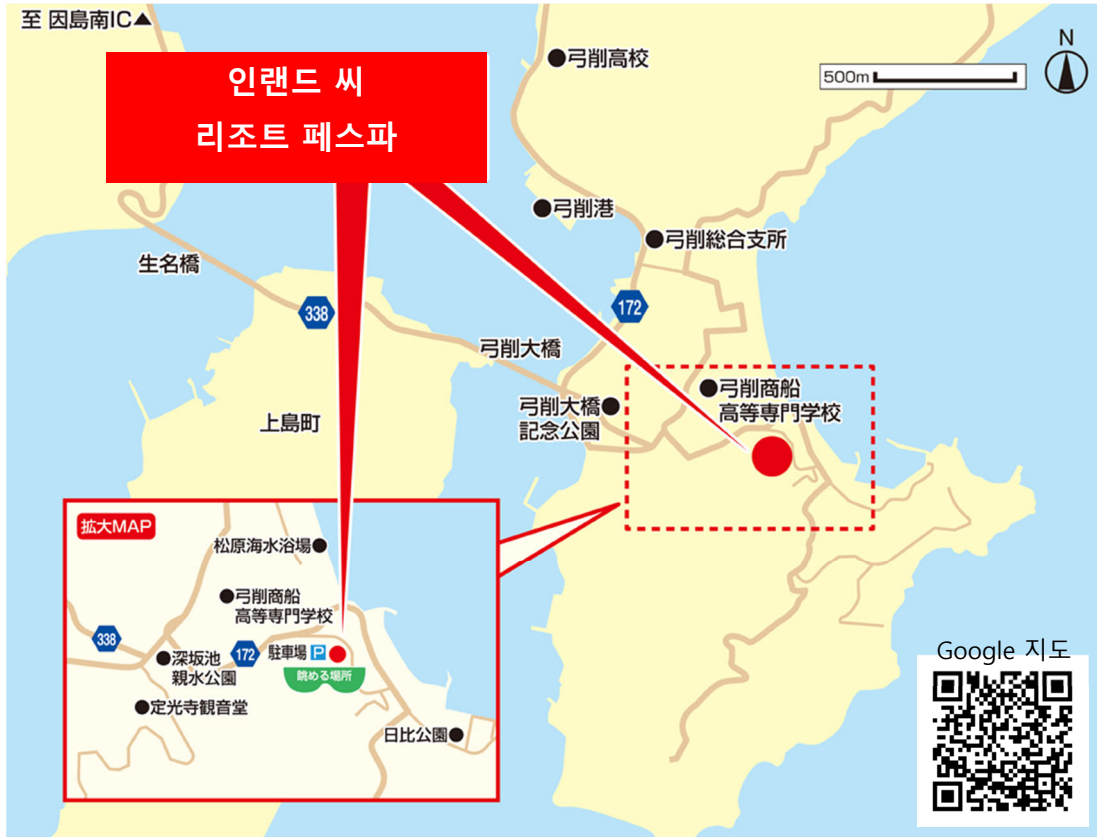 至 因島南IC▲
인랜드 씨
리조트 페스파
弓削高校
N
500m
弓削港
弓削総合支所
生名橋
338
172
弓削大橋
弓削商船
高等専門学校
弓削大橋
記念公園
上島町
拡大MAP
松原海水浴場
弓削商船
高等専門学校
338
172
駐車場 P
深坂池
親水公園
眺める場所
定光寺観音堂
日比公園
Google 지도